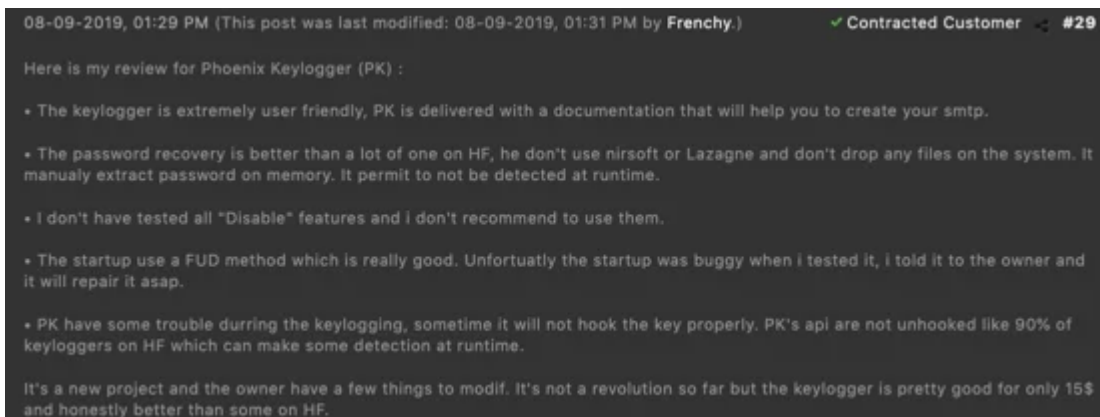 08-09-2019, 01:29 PM (This post was last modified: 08-09-2019, 01:31 PM by Frenchy.) ✓ Contracted Customer #29
Here is my review for Phoenix Keylogger (PK) :
• The keylogger is extremely user friendly, PK is delivered with a documentation that will help you to create your smtp.
• The password recovery is better than a lot of one on HF, he don't use nirsoft or Lazagne and don't drop any files on the system. It
manualy extract password on memory. It permit to not be detected at runtime.
• I don't have tested all "Disable" features and i don't recommend to use them.
• The startup use a FUD method which is really good. Unfortuatly the startup was buggy when i tested it, i told it to the owner and
it will repair it asap.
• PK have some trouble durring the keylogging, sometime it will not hook the key properly. PK's api are not unhooked like 90% of
keyloggers on HF which can make some detection at runtime.
It's a new project and the owner have a few things to modif. It's not a revolution so far but the keylogger is pretty good for only 15$
and honestly better than some on HF.